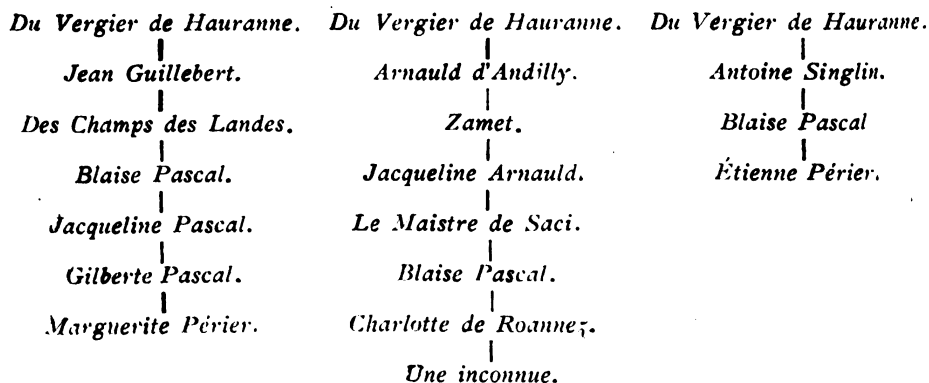 Du Vergier de Hauranne. Du Vergier de Hauranne. Du Vergier de Hauranne.
Jean Guillebert. Arnauld d'Andilly. Antoine Singlin.
Des Champs des Landes. Zamet. Blaise Pascal
Blaise Pascal. Jacqueline Arnauld. Étienne Périer.
Jacqueline Pascal. Le Maistre de Saci.
Gilberte Pascal. Blaise Pascal.
Marguerite Périer. Charlotte de Roannez.
Une inconnue.